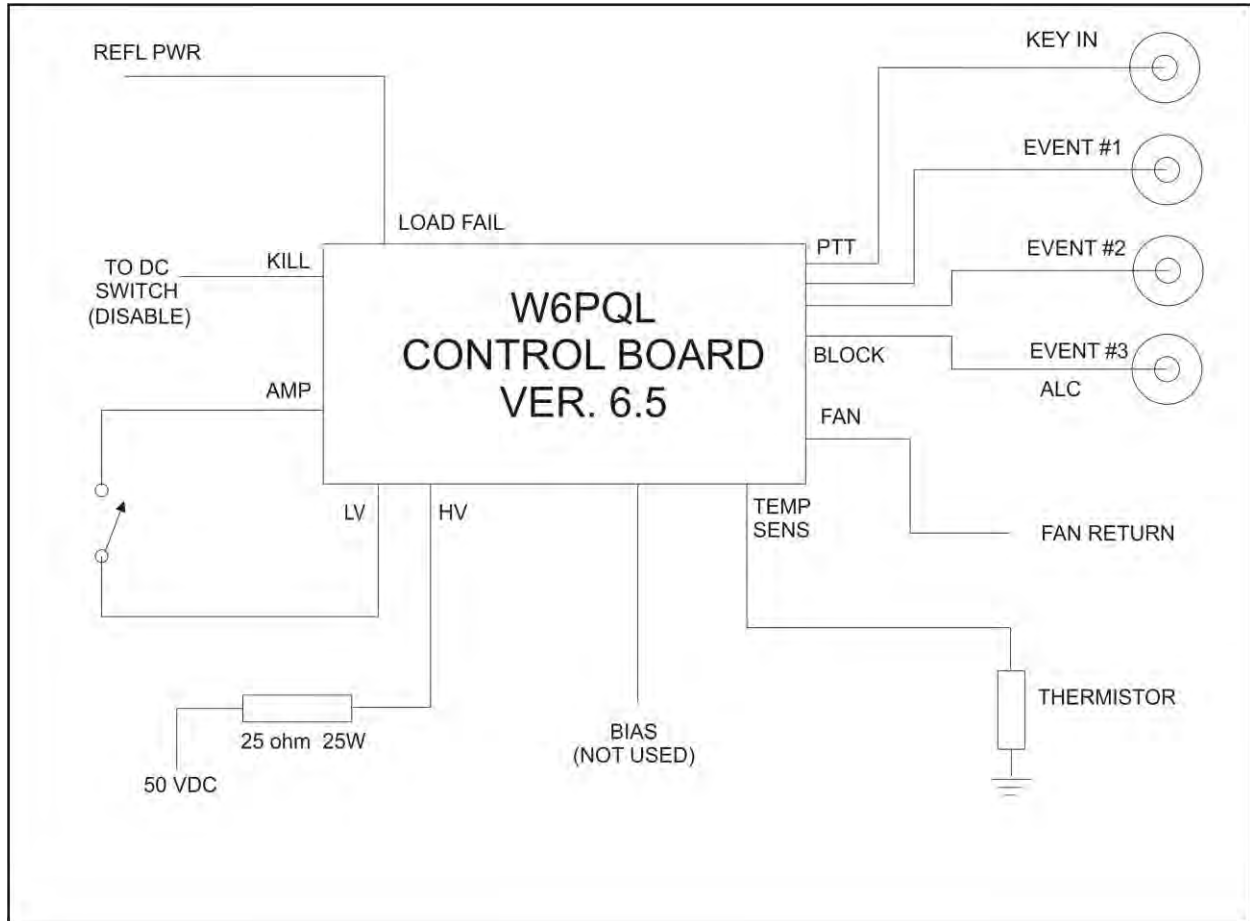 REFL PWR
KEY IN
EVENT #1
LOAD FAIL
PTT
KILL
TO DC
SWITCH
(DISABLE)
EVENT #2
W6PQL
CONTROL BOARD
VER. 6.5
BLOCK
EVENT #3
ALC
AMP
FAN
LV
HV
TEMP
SENS
FAN RETURN
THERMISTOR
25 ohm 25W
BIAS
(NOT USED)
50 VDC